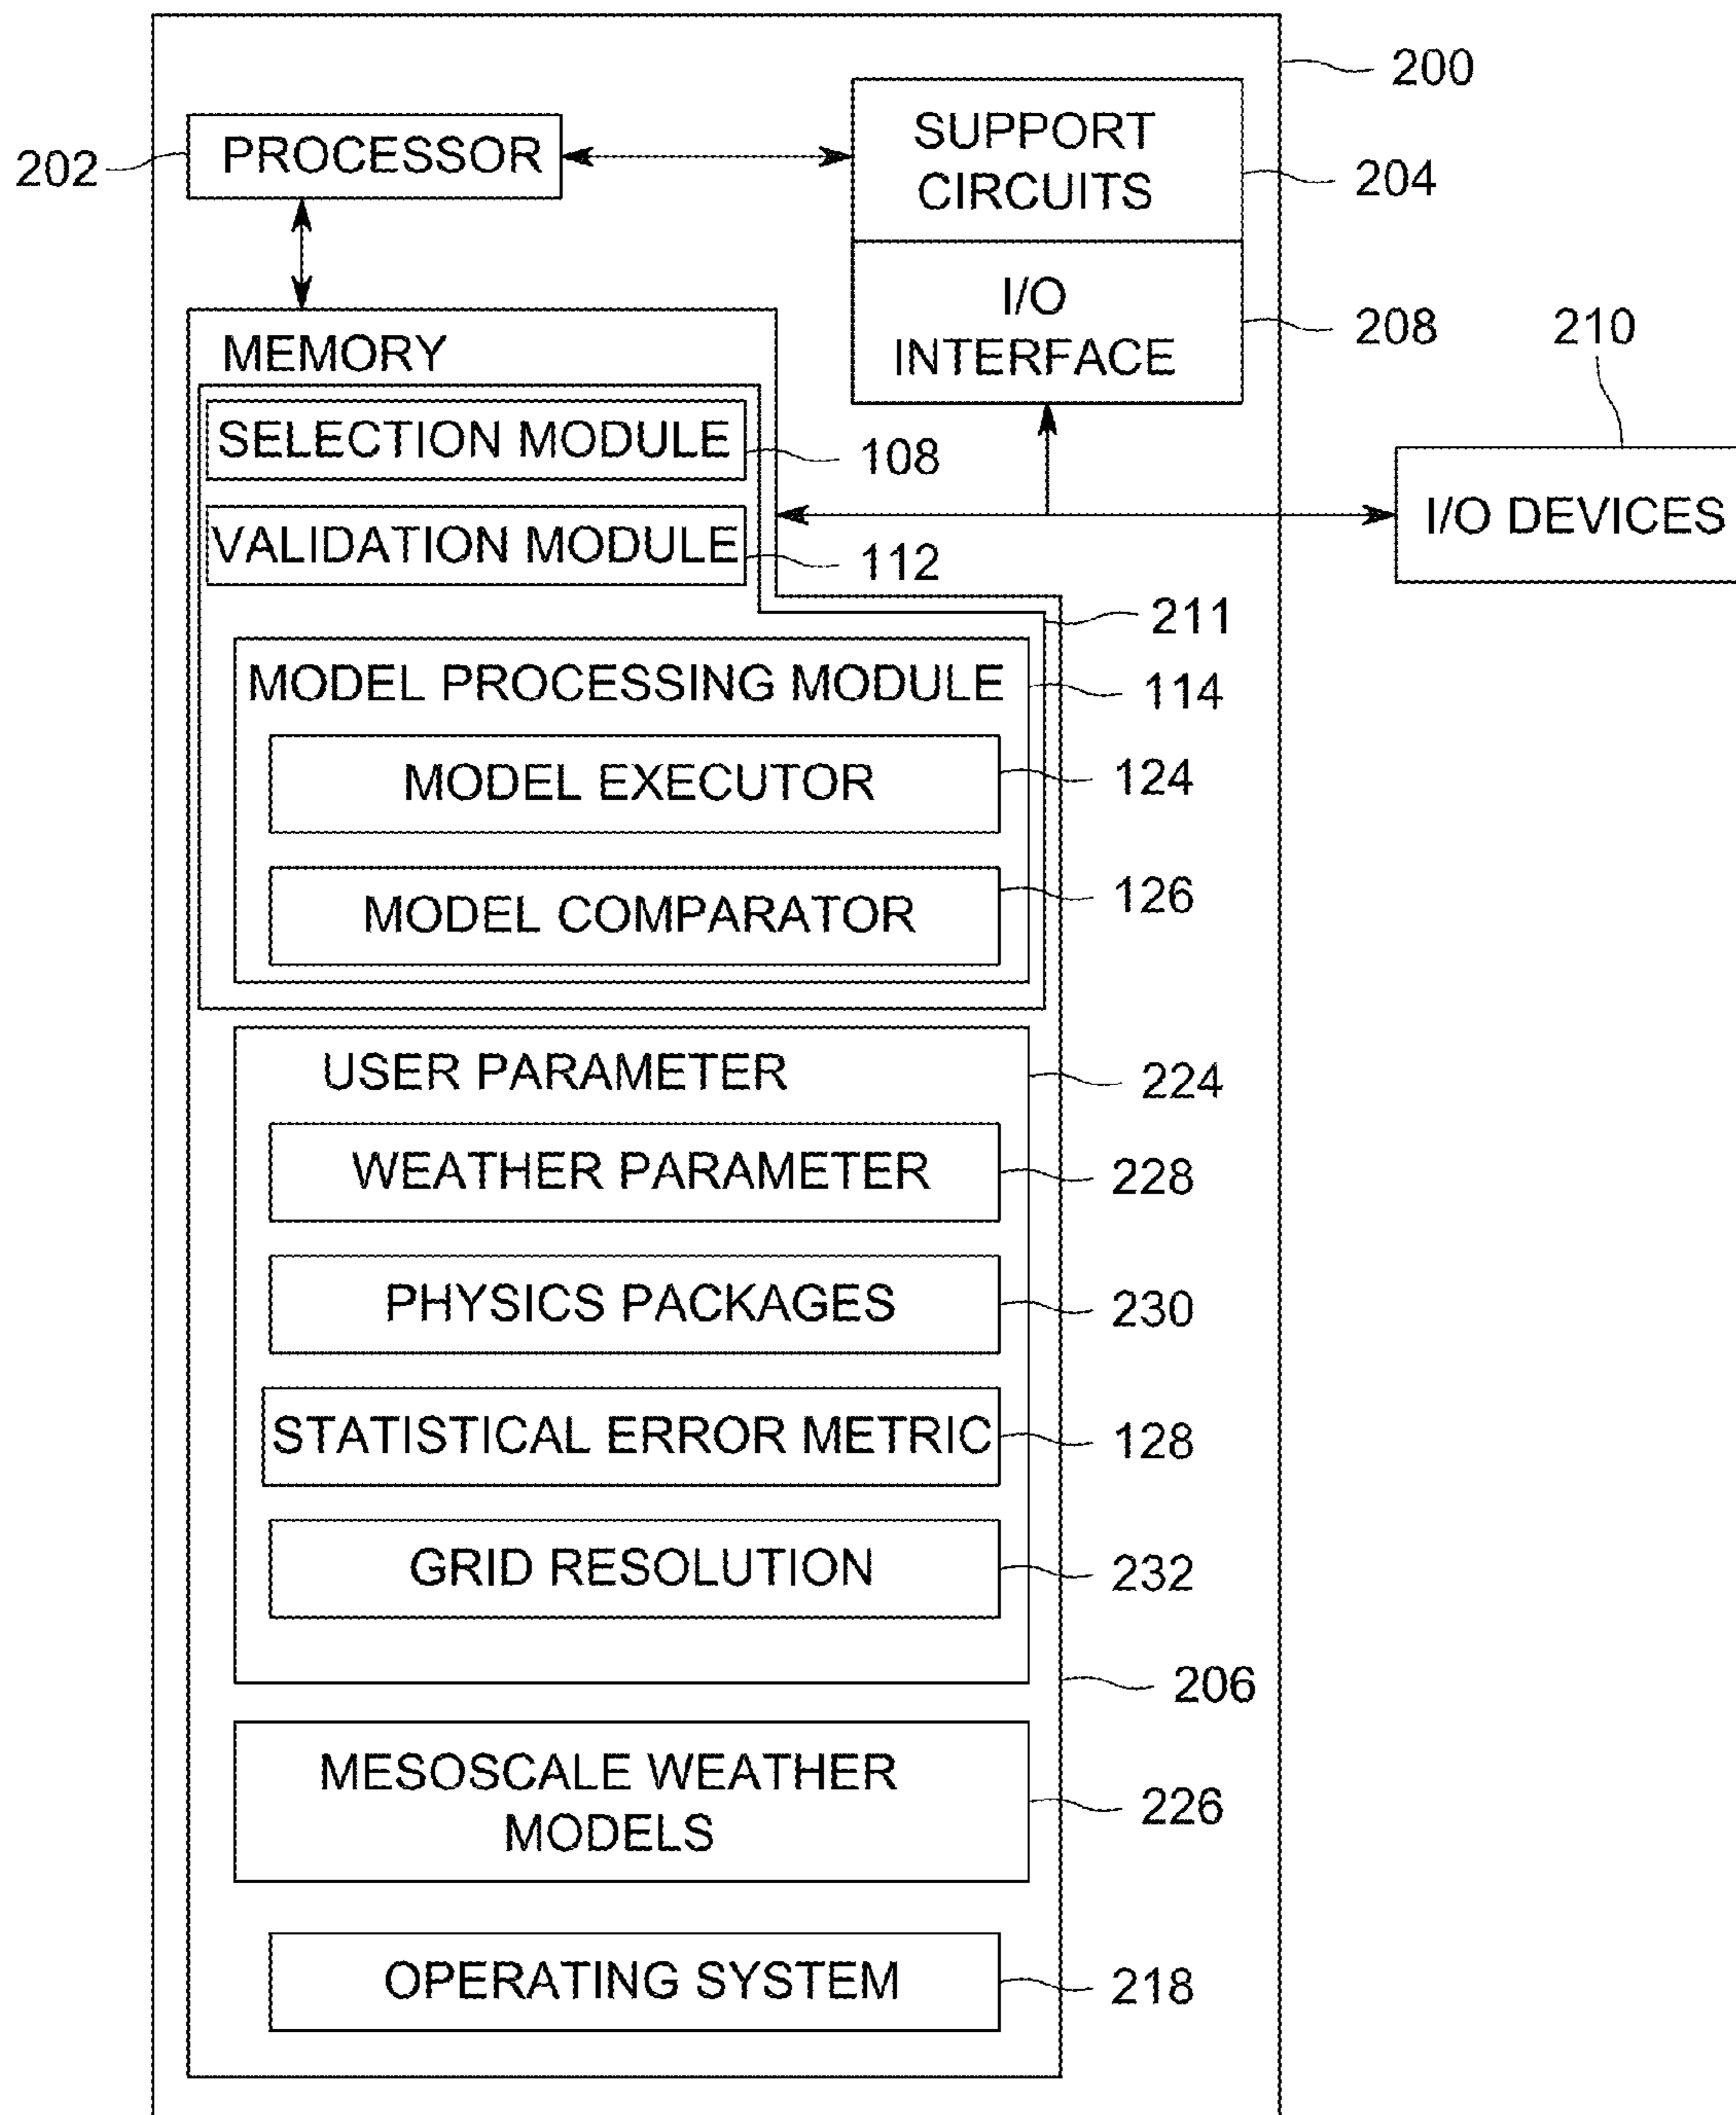 200
PROCESSOR
202
SUPPORT
CIRCUITS
204
I/O
INTERFACE
208
210
I/O DEVICES
MEMORY
SELECTION MODULE
108
VALIDATION MODULE
112
211
MODEL PROCESSING MODULE
114
MODEL EXECUTOR
124
MODEL COMPARATOR
126
USER PARAMETER
224
WEATHER PARAMETER
228
PHYSICS PACKAGES
230
STATISTICAL ERROR METRIC
128
GRID RESOLUTION
232
206
MESOSCALE WEATHER
MODELS
226
OPERATING SYSTEM
218